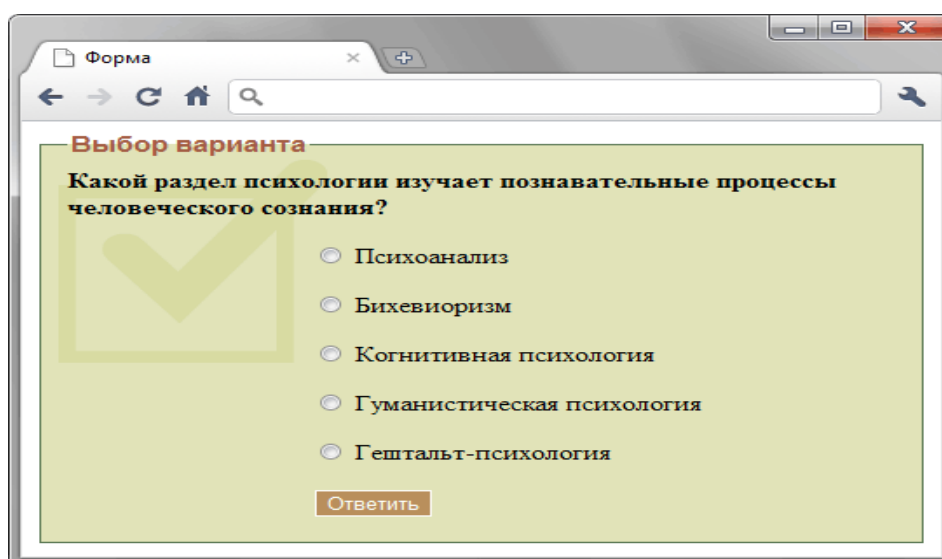 Форма
Выбор варианта
Какой раздел психологии изучает познавательные процессы
человеческого сознания?
Психоанализ
Бихевиоризм
Когнитивная психология
Гуманистическая психология
Гештальт-психология
Ответить